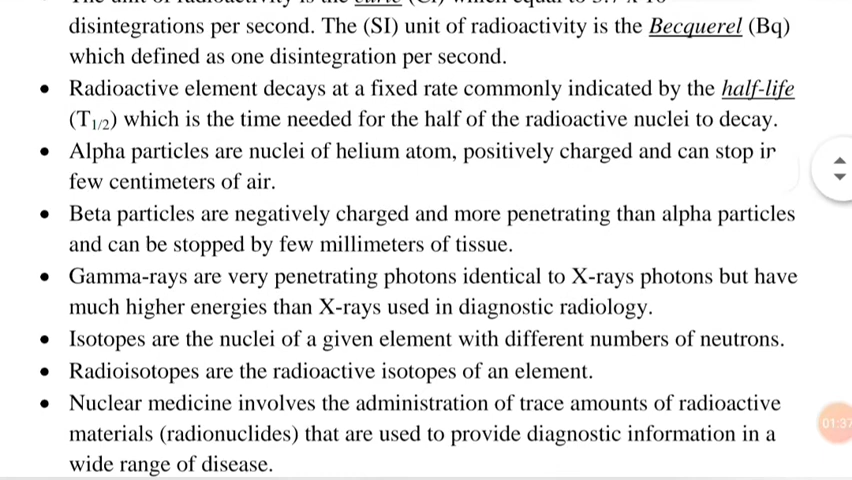 disintegrations per second. The (SI) unit of radioactivity is the Becquerel (Bq)
which defined as one disintegration per second.
• Radioactive element decays at a fixed rate commonly indicated by the half-life
(T1/2) which is the time needed for the half of the radioactive nuclei to decay.
• Alpha particles are nuclei of helium atom, positively charged and can stop in
few centimeters of air.
• Beta particles are negatively charged and more penetrating than alpha particles
and can be stopped by few millimeters of tissue.
• Gamma-rays are very penetrating photons identical to X-rays photons but have
much higher energies than X-rays used in diagnostic radiology.
• Isotopes are the nuclei of a given element with different numbers of neutrons.
• Radioisotopes are the radioactive isotopes of an element.
• Nuclear medicine involves the administration of trace amounts of radioactive
materials (radionuclides) that are used to provide diagnostic information in a
wide range of disease.
01:37